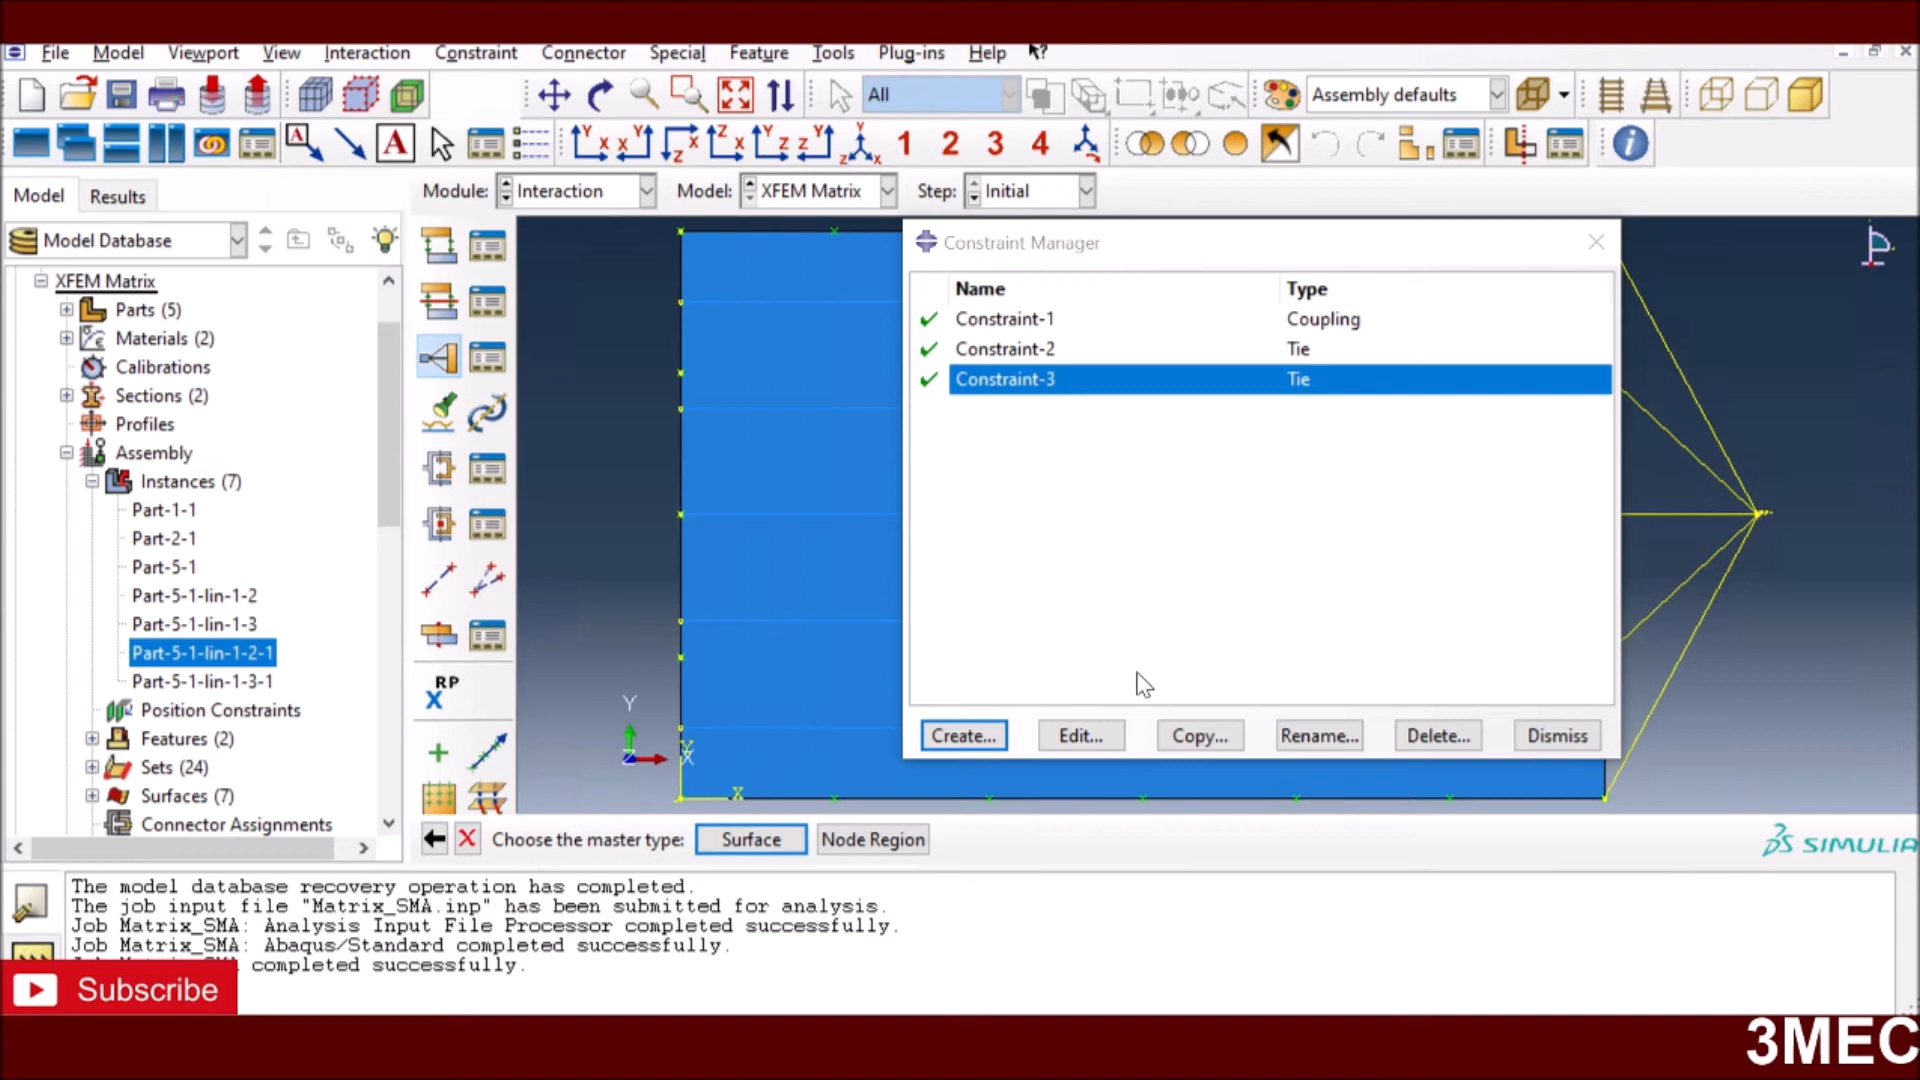 File Model Viewport View Interaction Constraint Connector Special Feature Tools Plug-ins Help
All
Assembly defaults
1 2 3 4
Model Results
Module: Interaction Model: XFEM Matrix Step: Initial
Model Database
XFEM Matrix
Parts (5)
Materials (2)
Calibrations
Sections (2)
Profiles
Assembly
Instances (7)
Part-1-1
Part-2-1
Part-5-1
Part-5-1-lin-1-2
Part-5-1-lin-1-3
Part-5-1-lin-1-2-1
Part-5-1-lin-1-3-1
Position Constraints
Features (2)
Sets (24)
Surfaces (7)
Connector Assignments
RP
Constraint Manager
Name Type
Constraint-1 Coupling
Constraint-2 Tie
Constraint-3 Tie
Create... Edit... Copy... Rename... Delete... Dismiss
Y
Y
X
X
Choose the master type: Surface Node Region
SIMULIA
The model database recovery operation has completed.
The job input file "Matrix_SMA.inp" has been submitted for analysis.
Job Matrix_SMA: Analysis Input File Processor completed successfully.
Job Matrix_SMA: Abaqus/Standard completed successfully.
completed successfully.
Subscribe
3MEC